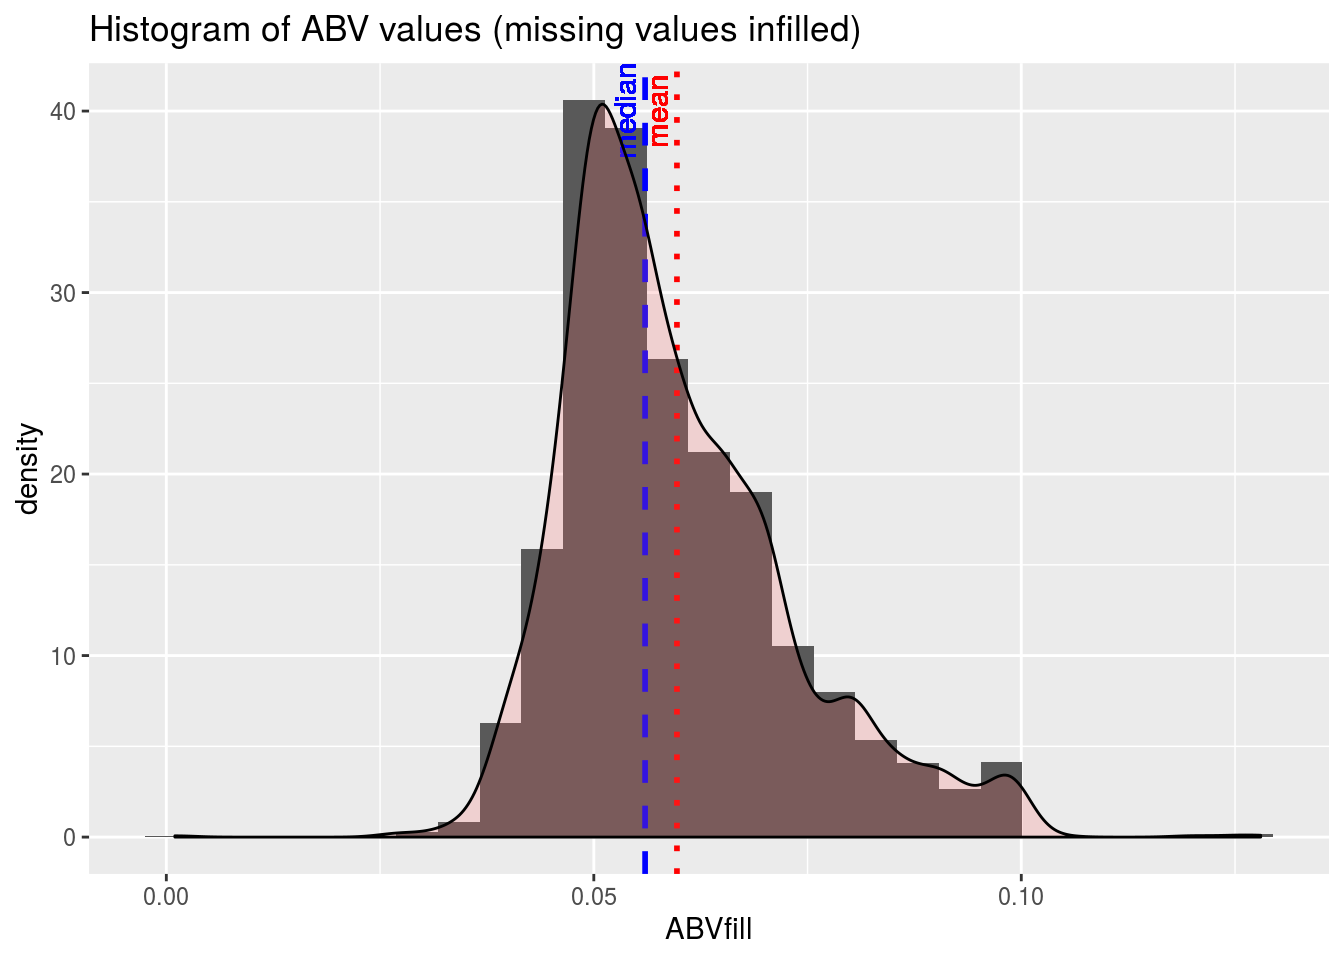 Histogram of ABV values (missing values infilled)
median
mean
40
30
20
10
0
density
0.00
0.05
0.10
ABVfill